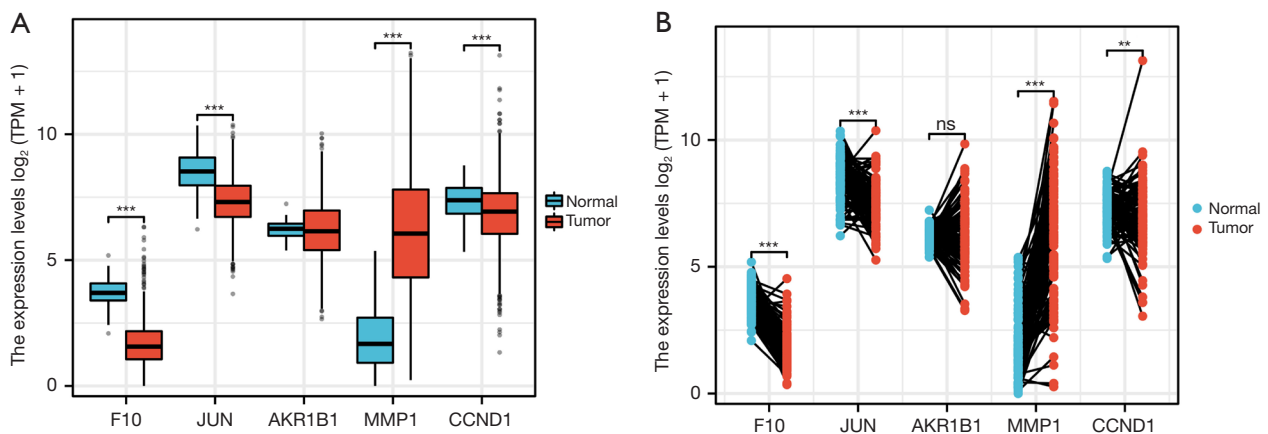 A
The expression levels log₂ (TPM + 1)
10
5
0
***
***
***
***
F10
JUN
AKR1B1
MMP1
CCND1
Normal
Tumor
B
The expression levels log₂ (TPM + 1)
10
5
0
***
***
ns
***
**
F10
JUN
AKR1B1
MMP1
CCND1
Normal
Tumor